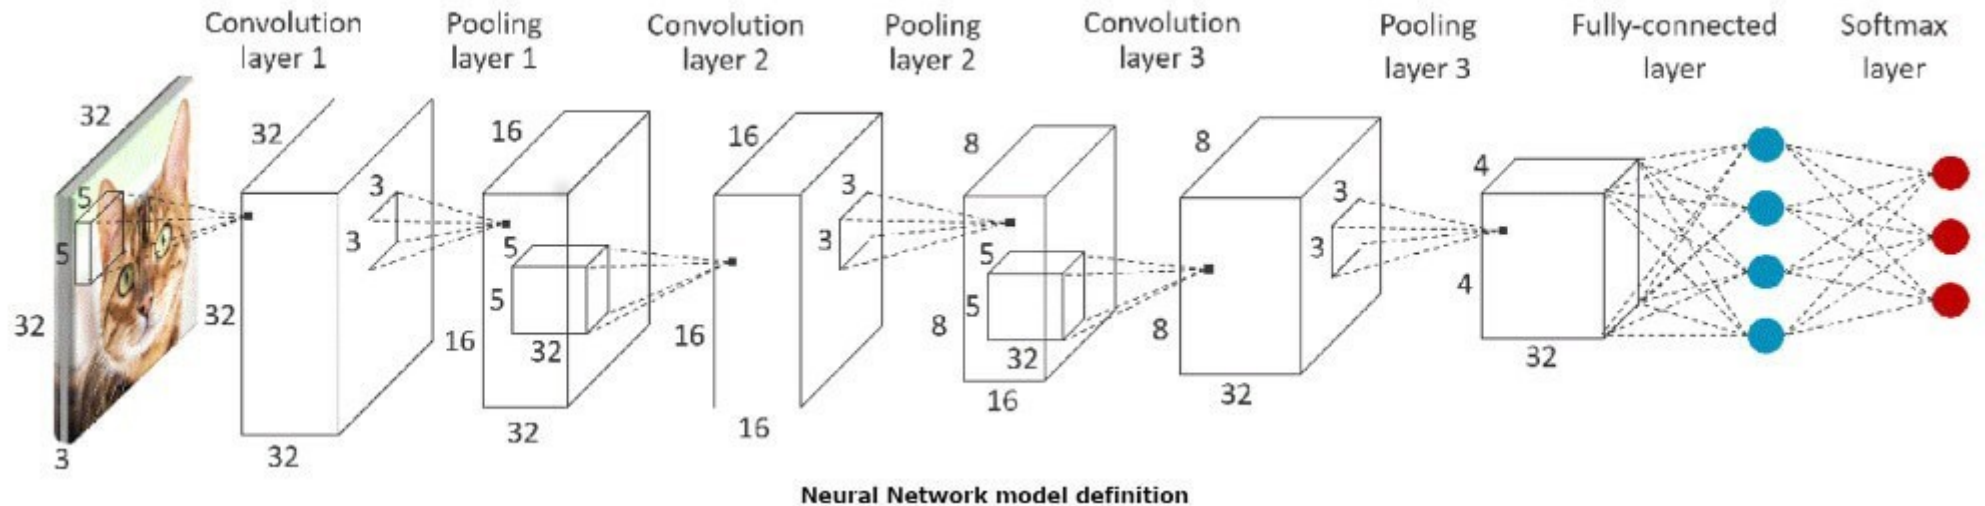 Convolution
layer 1
Pooling
layer 1
Convolution
layer 2
Pooling
layer 2
Convolution
layer 3
Pooling
layer 3
Fully-connected
layer
Softmax
layer
32
5
5
32
3
32
32
32
3
3
16
5
5
32
16
32
16
16
16
3
3
8
5
5
32
8
16
8
8
32
3
3
4
4
32
Neural Network model definition